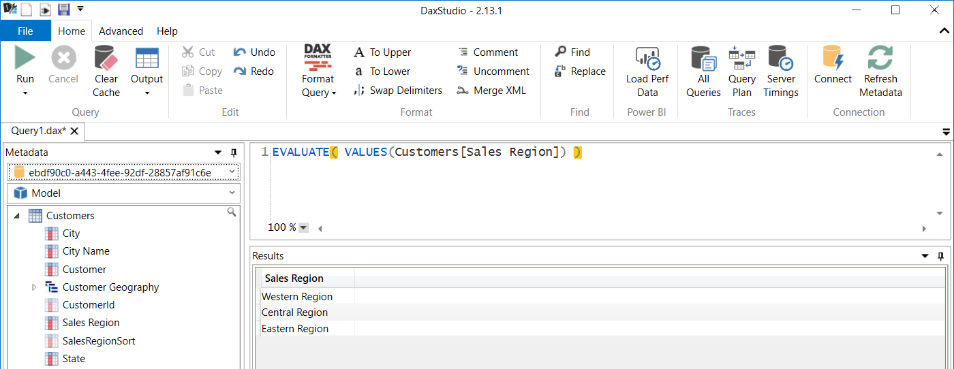 DaxStudio - 2.13.1
File Home Advanced Help
Run Cancel Clear Cache Output
Cut Copy Paste Undo Redo
DAX FORMATTER Format Query
To Upper To Lower Swap Delimiters Comment Uncomment Merge XML
Find Replace
Load Perf Data
All Queries Query Plan Server Timings
Connect Refresh Metadata
Query Edit Format Find Power BI Traces Connection
Query1.dax*
Metadata
ebdf90c0-a443-4fee-92df-28857af91c6e
Model
Customers
City
City Name
Customer
Customer Geography
CustomerId
Sales Region
SalesRegionSort
State
1 EVALUATE( VALUES(Customers[Sales Region]) )
100 %
Results
Sales Region
Western Region
Central Region
Eastern Region